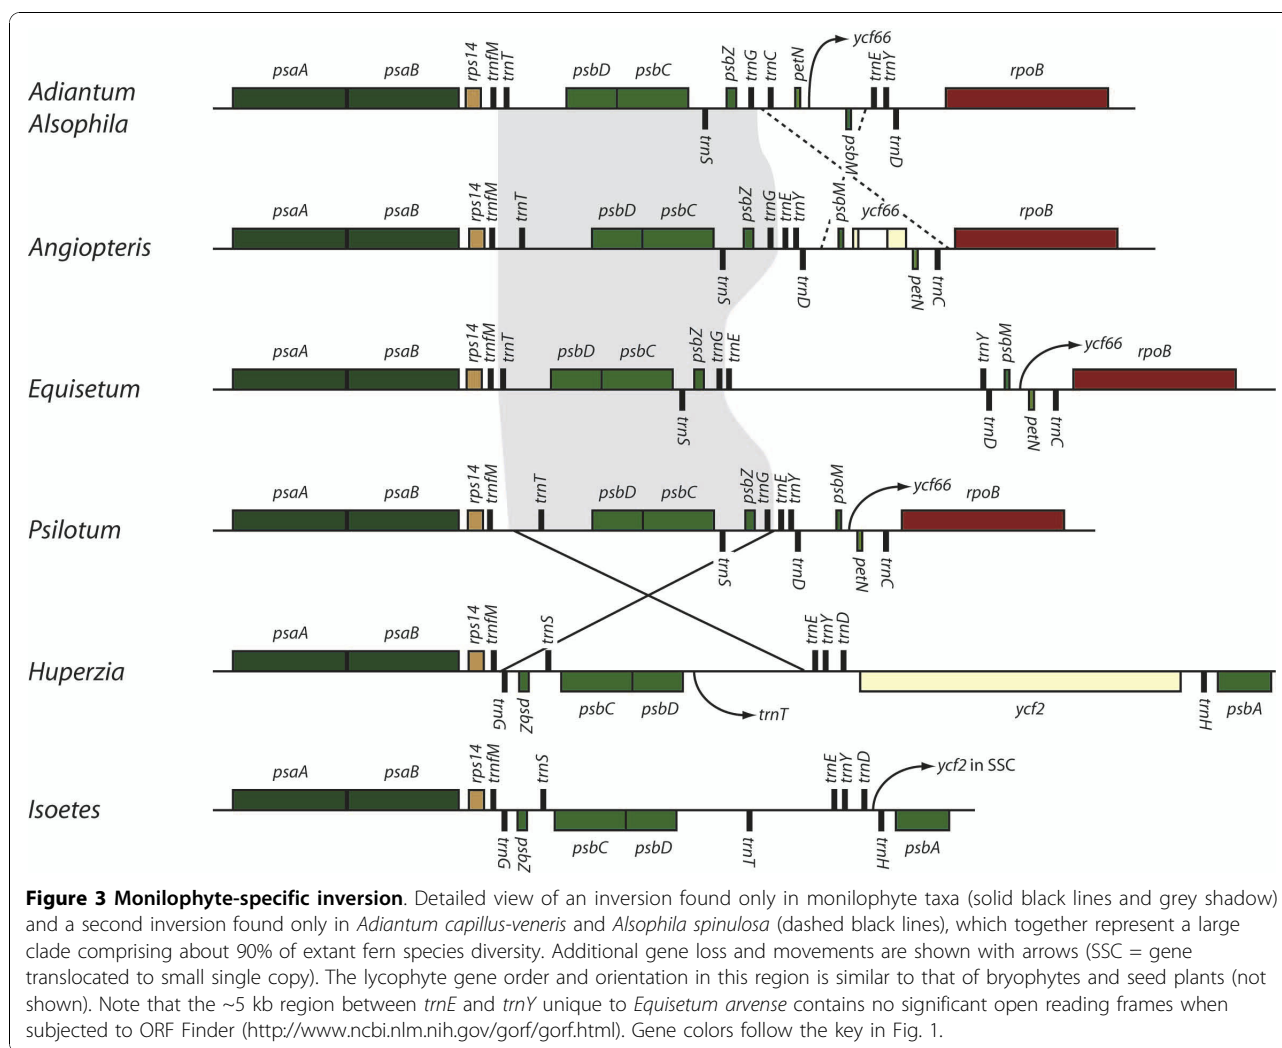 ycf66
psaA psaB rps14 trnfM trnT psbD psbC psbZ trnG trnC petN trnE trnY rpoB
Adiantum
Alsophila
trnS psbM trnD
psaA psaB rps14 trnfM trnT psbD psbC psbZ trnG trnE trnY psbM ycf66 rpoB
Angiopteris
trnS trnD petN trnC
psaA psaB rps14 trnfM trnT psbD psbC psbZ trnG trnE trnY psbM ycf66 rpoB
Equisetum
trnS trnD petN trnC
psaA psaB rps14 trnfM trnT psbD psbC psbZ trnG trnE trnY psbM ycf66 rpoB
Psilotum
trnS trnD petN trnC
psaA psaB rps14 trnfM trnS trnE trnY trnD
Huperzia
trnG psbZ psbC psbD trnT ycf2 trnH psbA
psaA psaB rps14 trnfM trnS trnE trnY trnD ycf2 in SSC
Isoetes
trnG psbZ psbC psbD trnT trnH psbA
Figure 3 Monilophyte-specific inversion. Detailed view of an inversion found only in monilophyte taxa (solid black lines and grey shadow)
and a second inversion found only in Adiantum capillus-veneris and Alsophila spinulosa (dashed black lines), which together represent a large
clade comprising about 90% of extant fern species diversity. Additional gene loss and movements are shown with arrows (SSC = gene
translocated to small single copy). The lycophyte gene order and orientation in this region is similar to that of bryophytes and seed plants (not
shown). Note that the ~5 kb region between trnE and trnY unique to Equisetum arvense contains no significant open reading frames when
subjected to ORF Finder (http://www.ncbi.nlm.nih.gov/gorf/gorf.html). Gene colors follow the key in Fig. 1.